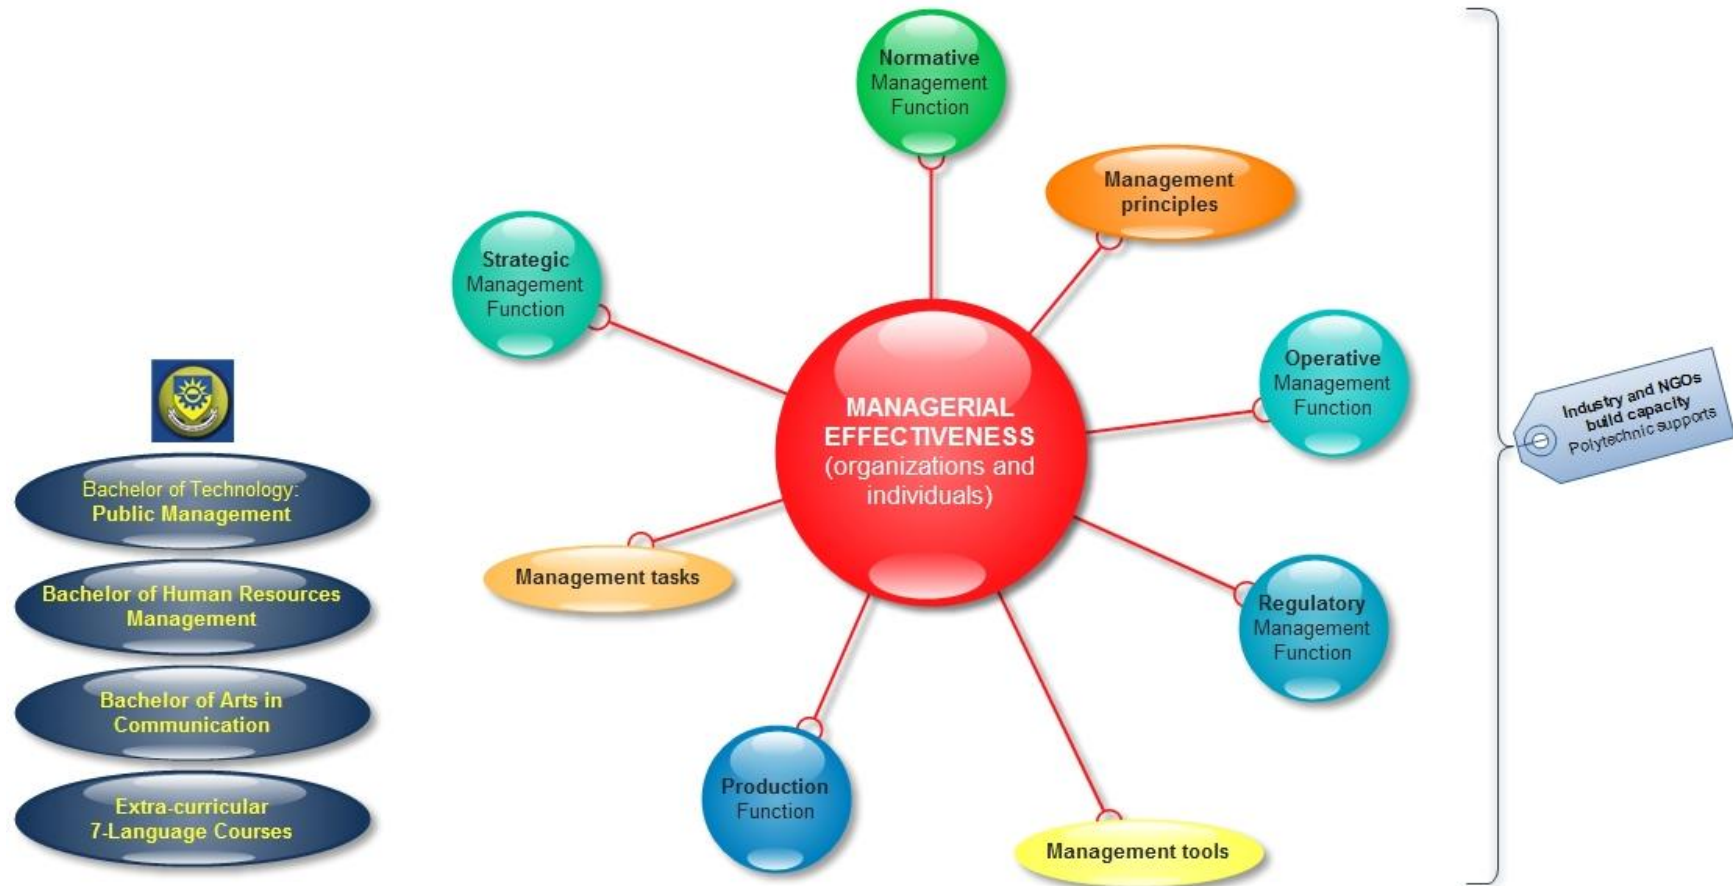 Normative
Management
Function
Management
principles
Strategic
Management
Function
Operative
Management
Function
MANAGERIAL
EFFECTIVENESS
(organizations and
individuals)
Industry and NGOs
build capacity
Polytechnic supports
Management tasks
Regulatory
Management
Function
Production
Function
Management tools
Bachelor of Technology:
Public Management
Bachelor of Human Resources
Management
Bachelor of Arts in
Communication
Extra-curricular
7-Language Courses